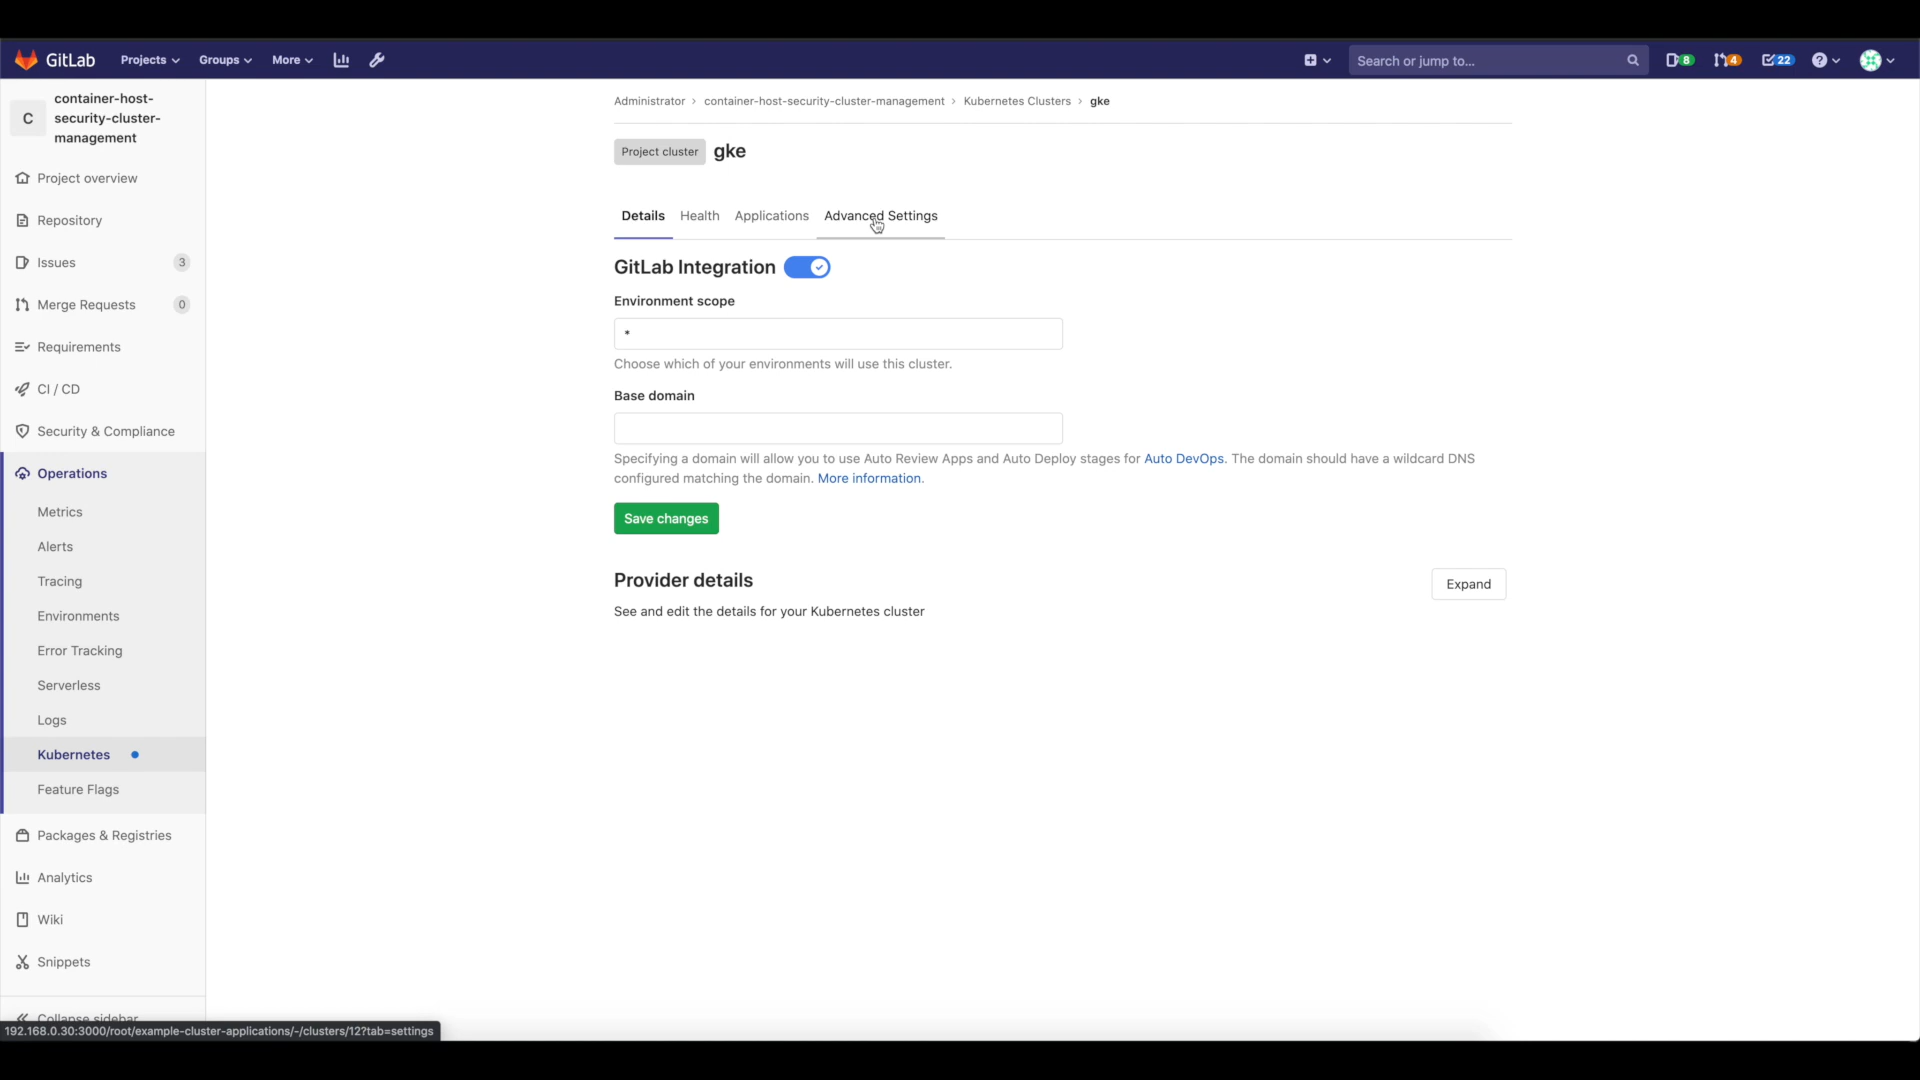 GitLab Projects Groups More Search or jump to... 8 4 22
Administrator > container-host-security-cluster-management > Kubernetes Clusters > gke
C container-host-
security-cluster-
management
Project overview
Repository
Issues 3
Merge Requests 0
Requirements
CI / CD
Security & Compliance
Operations
Metrics
Alerts
Tracing
Environments
Error Tracking
Serverless
Logs
Kubernetes
Feature Flags
Packages & Registries
Analytics
Wiki
Snippets
Collapse sidebar
Project cluster gke
Details Health Applications Advanced Settings
GitLab Integration
Environment scope
*
Choose which of your environments will use this cluster.
Base domain
Specifying a domain will allow you to use Auto Review Apps and Auto Deploy stages for Auto DevOps. The domain should have a wildcard DNS
configured matching the domain. More information.
Save changes
Provider details
Expand
See and edit the details for your Kubernetes cluster
192.168.0.30:3000/root/example-cluster-applications/-/clusters/12?tab=settings